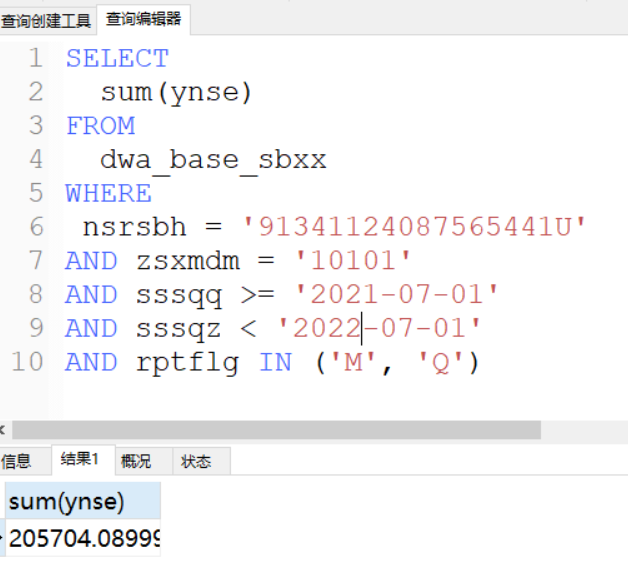 查询创建工具 查询编辑器
1 SELECT
2 sum(ynse)
3 FROM
4 dwa_base_sbxx
5 WHERE
6 nsrsbh = '91341124087565441U'
7 AND zsxmdm = '10101'
8 AND sssqq >= '2021-07-01'
9 AND sssqz < '2022-07-01'
10 AND rptflg IN ('M', 'Q')
信息 结果1 概况 状态
sum(ynse)
205704.08999